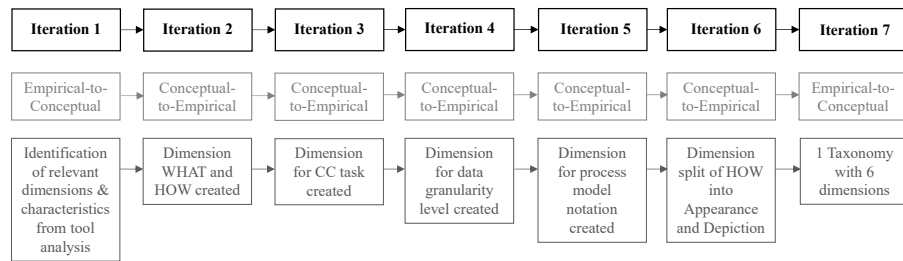 Iteration 1
Iteration 2
Iteration 3
Iteration 4
Iteration 5
Iteration 6
Iteration 7
Empirical-to-
Conceptual
Conceptual-
to-Empirical
Conceptual-
to-Empirical
Conceptual-
to-Empirical
Conceptual-
to-Empirical
Conceptual-
to-Empirical
Empirical-to-
Conceptual
Identification
of relevant
dimensions &
characteristics
from tool
analysis
Dimension
WHAT and
HOW created
Dimension
for CC task
created
Dimension
for data
granularity
level created
Dimension
for process
model
notation
created
Dimension
split of HOW
into
Appearance
and Depiction
1 Taxonomy
with 6
dimensions